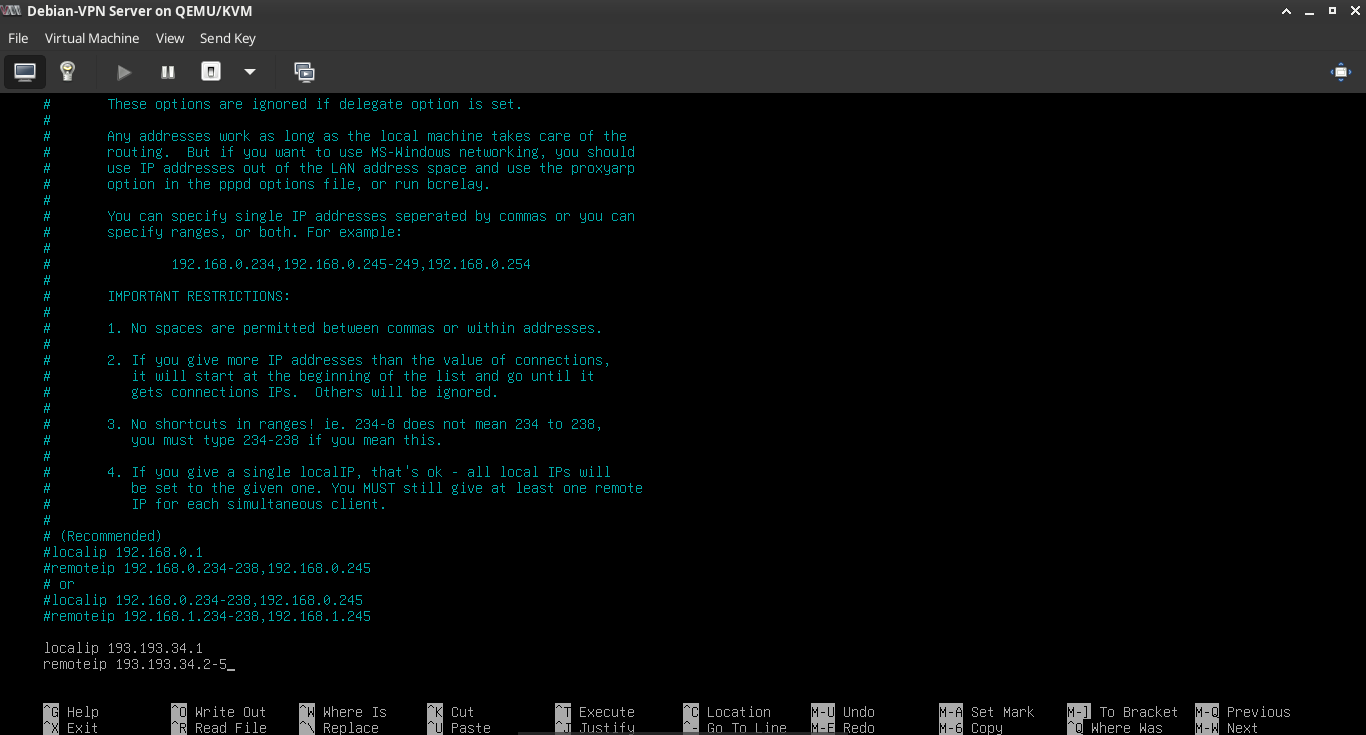 Debian-VPN Server on QEMU/KVM
File Virtual Machine View Send Key
# These options are ignored if delegate option is set.
#
# Any addresses work as long as the local machine takes care of the
# routing. But if you want to use MS-Windows networking, you should
# use IP addresses out of the LAN address space and use the proxyarp
# option in the pppd options file, or run bcrelay.
#
# You can specify single IP addresses seperated by commas or you can
# specify ranges, or both. For example:
#
# 192.168.0.234,192.168.0.245-249,192.168.0.254
#
# IMPORTANT RESTRICTIONS:
#
# 1. No spaces are permitted between commas or within addresses.
#
# 2. If you give more IP addresses than the value of connections,
# it will start at the beginning of the list and go until it
# gets connections IPs. Others will be ignored.
#
# 3. No shortcuts in ranges! ie. 234-8 does not mean 234 to 238,
# you must type 234-238 if you mean this.
#
# 4. If you give a single localIP, that's ok - all local IPs will
# be set to the given one. You MUST still give at least one remote
# IP for each simultaneous client.
#
# (Recommended)
#localip 192.168.0.1
#remoteip 192.168.0.234-238,192.168.0.245
# or
#localip 192.168.0.234-238,192.168.0.245
#remoteip 192.168.1.234-238,192.168.1.245
localip 193.193.34.1
remoteip 193.193.34.2-5_
^G Help ^O Write Out ^W Where Is ^K Cut ^T Execute ^C Location M-U Undo M-A Set Mark M-] To Bracket M-Q Previous
^X Exit ^R Read File ^\ Replace ^U Paste ^J Justify ^_ Go To Line M-E Redo M-6 Copy ^Q Where Was M-W Next